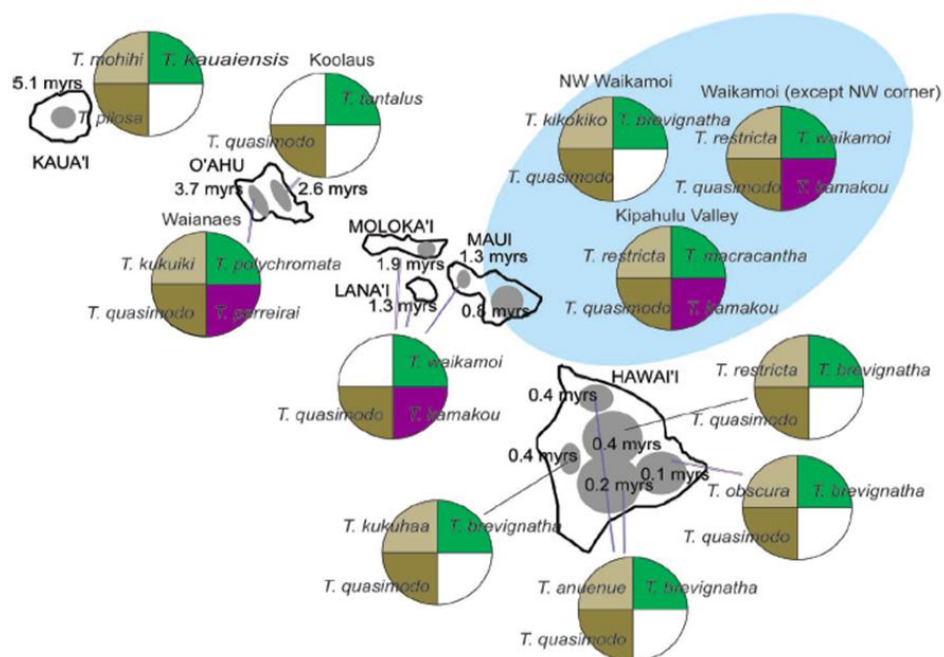 T. mohihi T. kauaiensis
5.1 myrs
T. pilosa
KAUA'I
Koolaus
T. tantalus
T. quasimodo
O'AHU
3.7 myrs
2.6 myrs
Waianaes
T. kukuiki T. polychromata
T. quasimodo T. perreirai
NW Waikamoi
T. kikokiko T. brevignatha
T. quasimodo
Waikamoi (except NW corner)
T. restricta T. waikamoi
T. quasimodo T. kamakou
Kipahulu Valley
T. restricta T. macracantha
T. quasimodo T. kamakou
MOLOKA'I
1.9 myrs
MAUI
1.3 myrs
LANA'I
1.3 myrs
0.8 myrs
T. waikamoi
T. quasimodo T. kamakou
HAWAI'I
0.4 myrs
0.4 myrs
0.4 myrs
0.1 myrs
0.2 myrs
T. restricta T. brevignatha
T. quasimodo
T. obscura T. brevignatha
T. quasimodo
T. kukuhaa T. brevignatha
T. quasimodo
T. anuenue T. brevignatha
T. quasimodo